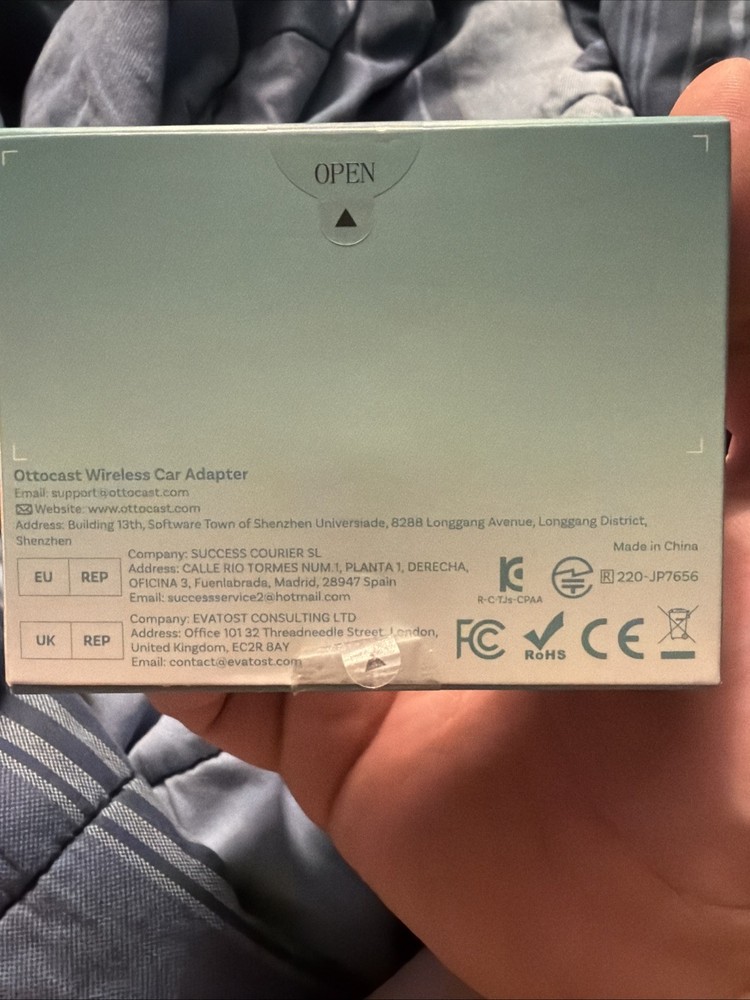 OPEN
Ottocast Wireless Car Adapter
Email: support@ottocast.com
Website: www.ottocast.com
Address: Building 13th, Software Town of Shenzhen Universiade, 8288 Longgang Avenue, Longgang District,
Shenzhen
Made in China
EU REP
Company: SUCCESS COURIER SL
Address: CALLE RIO TORMES NUM.1, PLANTA 1, DERECHA,
OFICINA 3, Fuenlabrada, Madrid, 28947 Spain
Email: successservice2@hotmail.com
R-C-TJs-CPAA
R 220-JP7656
UK REP
Company: EVATOST CONSULTING LTD
Address: Office 101 32 Threadneedle Street, London,
United Kingdom, EC2R 8AY
Email: contact@evatost.com
FC
RoHS
CE